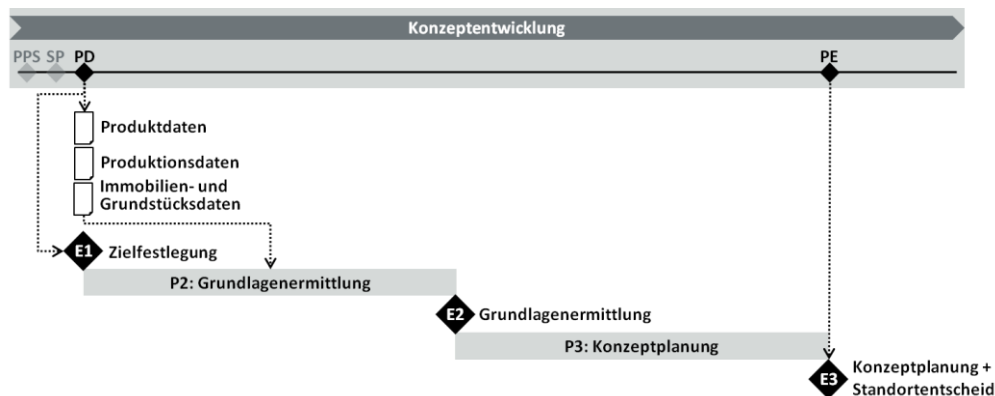 Konzeptentwicklung
PPS SP PD PE
Produktdaten
Produktionsdaten
Immobilien- und
Grundstücksdaten
E1 Zielfestlegung
P2: Grundlagenermittlung
E2 Grundlagenermittlung
P3: Konzeptplanung
E3 Konzeptplanung +
Standortentscheid